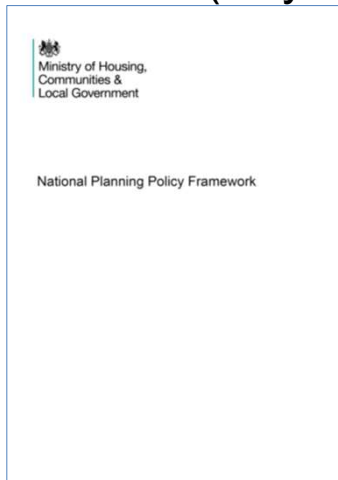 Ministry of Housing,
Communities &
Local Government
National Planning Policy Framework